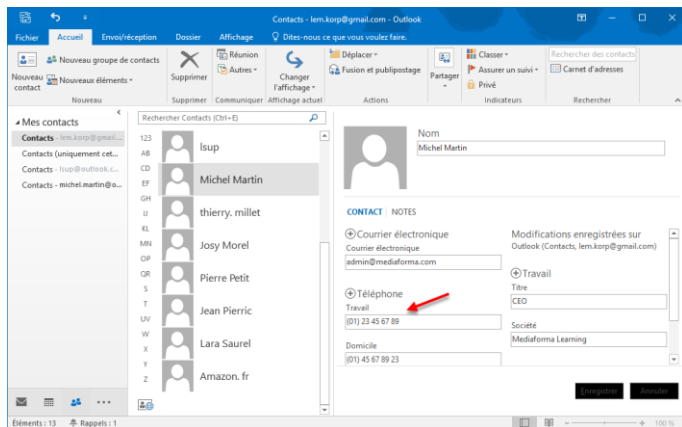 Contacts - lem.korp@gmail.com - Outlook
Fichier Accueil Envoi/réception Dossier Affichage Dites-nous ce que vous voulez faire.
Nouveau contact
Nouveau groupe de contacts
Nouveaux éléments
Nouveau
Supprimer
Supprimer
Réunion
Autres
Communiquer
Changer l'affichage
Affichage actuel
Déplacer
Fusion et publipostage
Actions
Partager
Classer
Assurer un suivi
Privé
Indicateurs
Rechercher des contacts
Carnet d'adresses
Rechercher
Mes contacts
Contacts - lem.korp@gmail....
Contacts (uniquement cet...
Contacts - lsup@outlook.c...
Contacts - michel.martin@o...
Rechercher Contacts (Ctrl+E)
123
AB
CD
EF
GH
IJ
KL
MN
OP
QR
S
T
UV
W
X
Y
Z
lsup
Michel Martin
thierry. millet
Josy Morel
Pierre Petit
Jean Pierric
Lara Saurel
Amazon. fr
Nom
Michel Martin
CONTACT | NOTES
Courrier électronique
Courrier électronique
admin@mediaforma.com
Téléphone
Travail
(01) 23 45 67 89
Domicile
(01) 45 67 89 23
Modifications enregistrées sur
Outlook (Contacts, lem.korp@gmail.com)
Travail
Titre
CEO
Société
Mediaforma Learning
Enregistrer Annuler
Éléments : 13 Rappels : 1 100 %